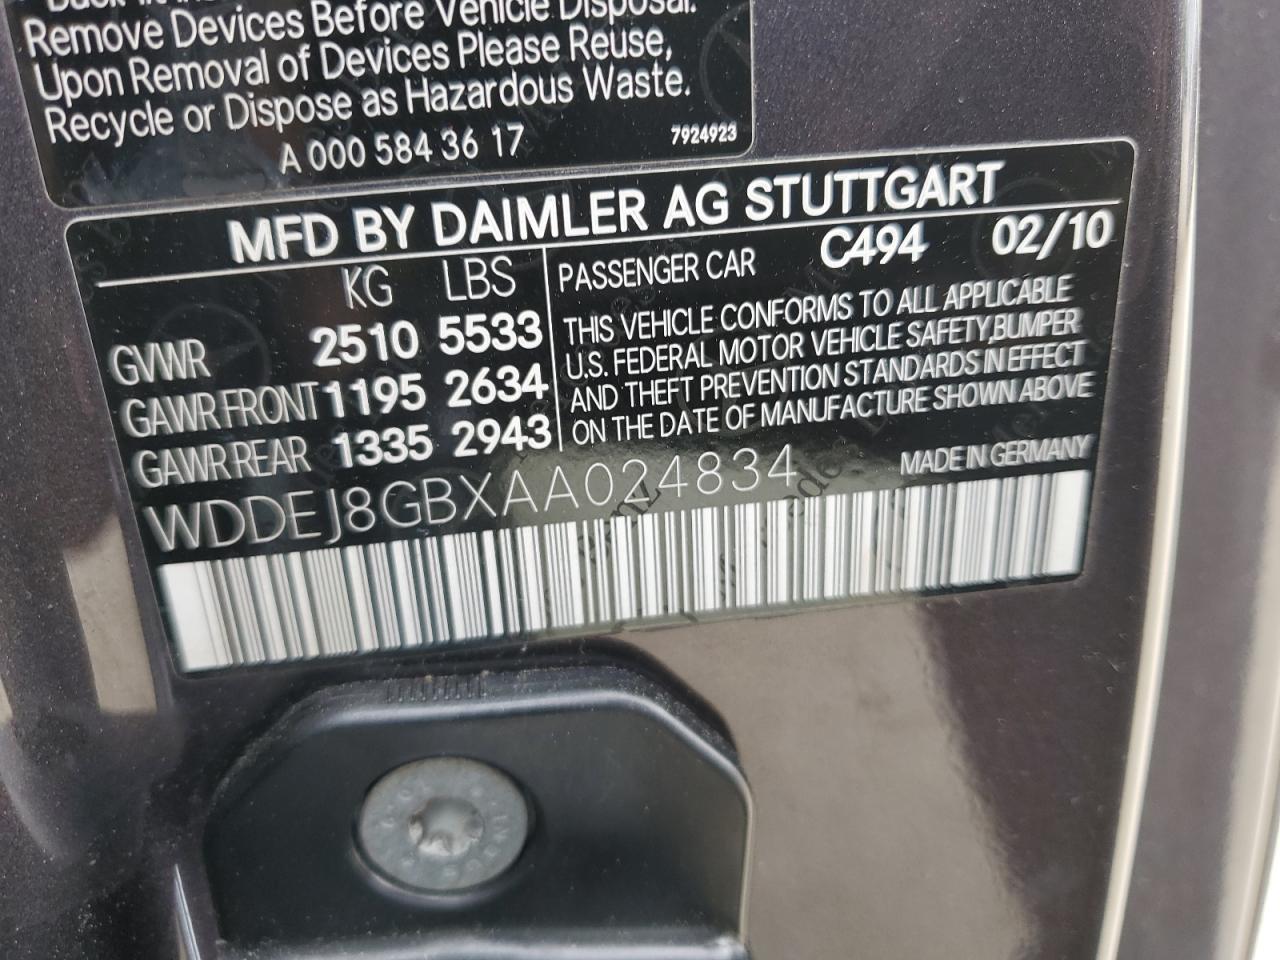 Remove Devices Before Vehicle Disposal.
Upon Removal of Devices Please Reuse,
Recycle or Dispose as Hazardous Waste.
A 000 584 36 17 7924923
MFD BY DAIMLER AG STUTTGART
KG LBS
PASSENGER CAR C494 02/10
GVWR 2510 5533
GAWR FRONT 1195 2634
GAWR REAR 1335 2943
THIS VEHICLE CONFORMS TO ALL APPLICABLE
U.S. FEDERAL MOTOR VEHICLE SAFETY,BUMPER
AND THEFT PREVENTION STANDARDS IN EFFECT
ON THE DATE OF MANUFACTURE SHOWN ABOVE
WDDEJ8GBXAA024834 MADE IN GERMANY